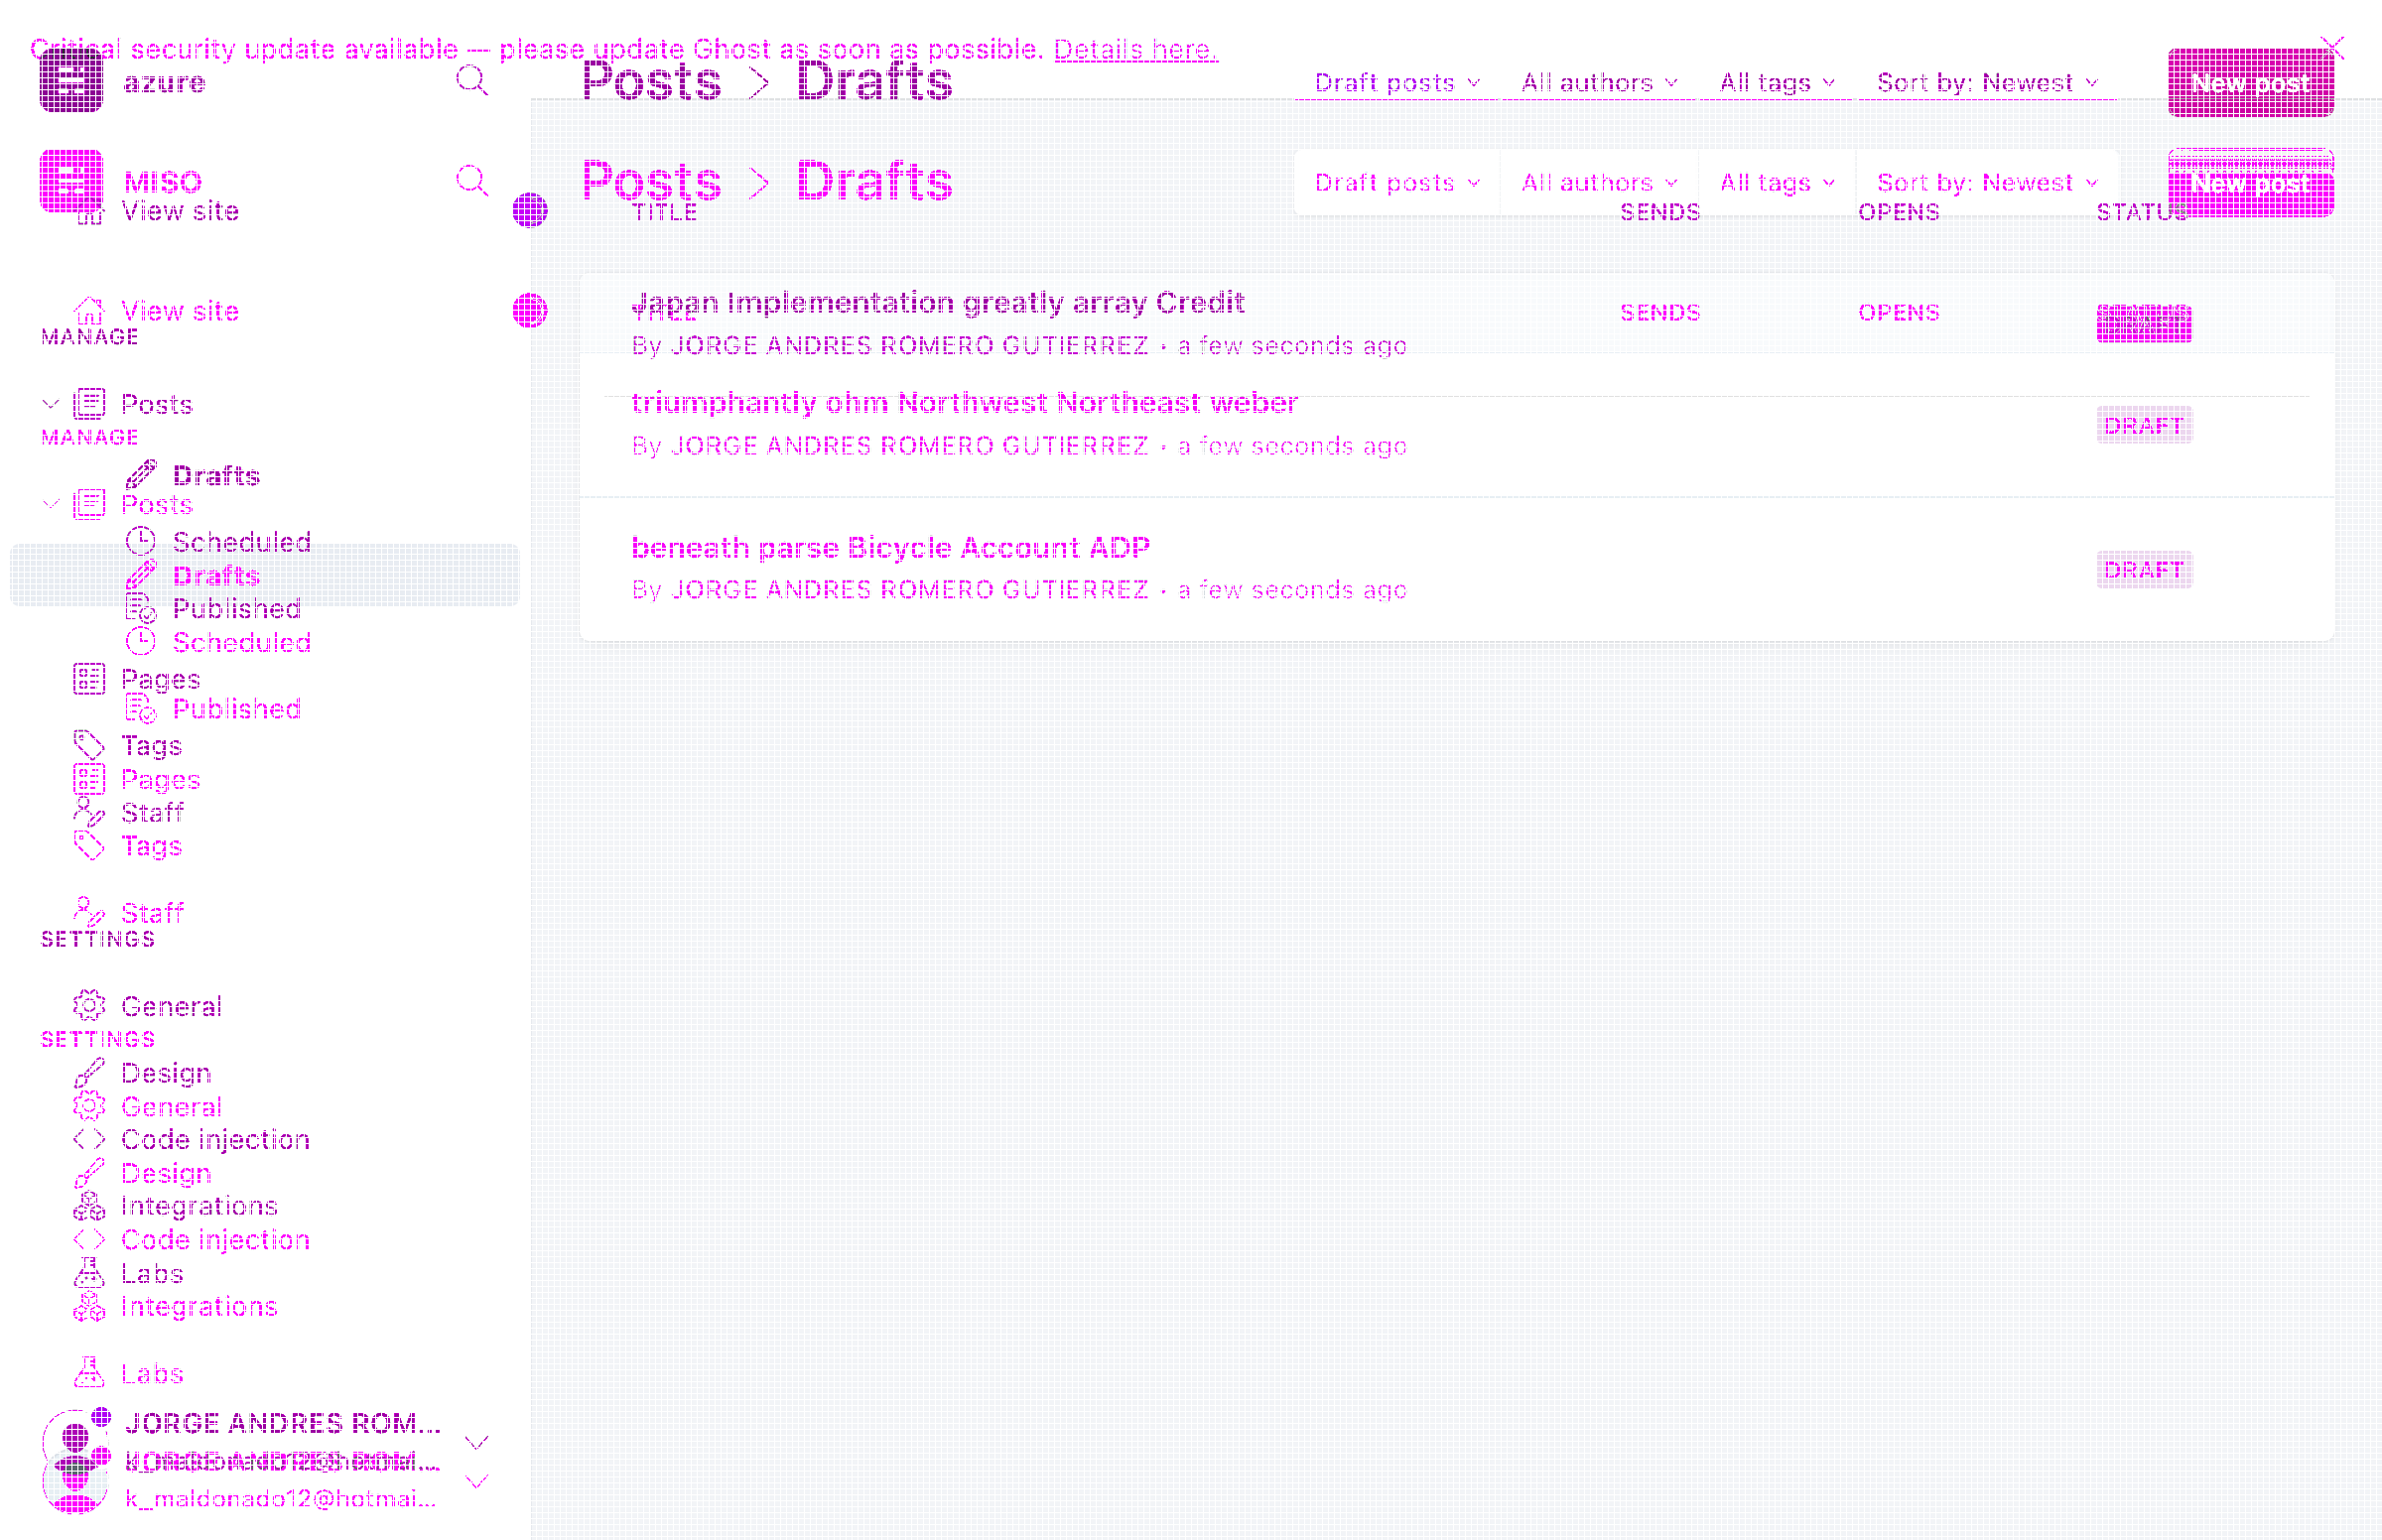 Critical security update available — please update Ghost as soon as possible. Details here.
azure
Posts > Drafts
Draft posts
All authors
All tags
Sort by: Newest
New post
MISO
Posts > Drafts
Draft posts
All authors
All tags
Sort by: Newest
New post
View site
TITLE
SENDS
OPENS
STATUS
View site
Japan Implementation greatly array Credit
TITLE
SENDS
OPENS
MANAGE
By JORGE ANDRES ROMERO GUTIERREZ • a few seconds ago
Posts
triumphantly ohm Northwest Northeast weber
DRAFT
MANAGE
By JORGE ANDRES ROMERO GUTIERREZ • a few seconds ago
Drafts
Posts
Scheduled
beneath parse Bicycle Account ADP
Drafts
DRAFT
By JORGE ANDRES ROMERO GUTIERREZ • a few seconds ago
Published
Scheduled
Pages
Published
Tags
Pages
Staff
Tags
Staff
SETTINGS
General
SETTINGS
Design
General
Code injection
Design
Integrations
Code injection
Labs
Integrations
Labs
JORGE ANDRES ROM...
k_maldonado12@hotmai...